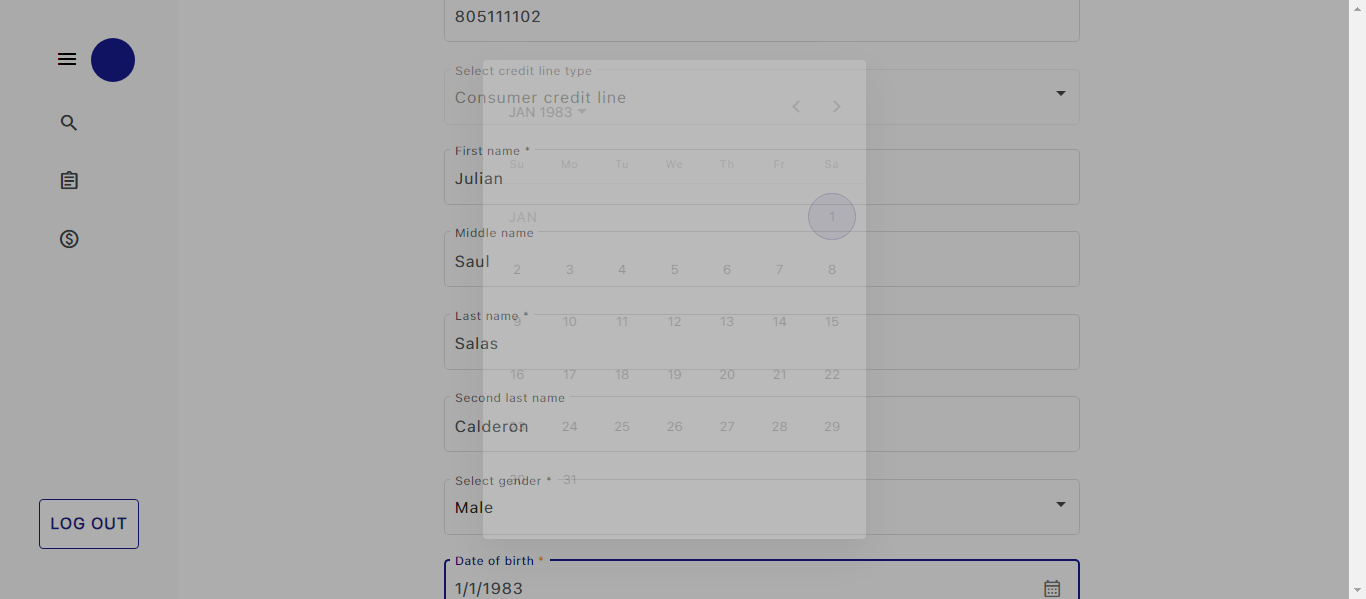 805111102
Select credit line type
Consumer credit line
JAN 1983
First name *
Su Mo Tu We Th Fr Sa
Julian
JAN 1
Middle name
Saul
2 3 4 5 6 7 8
Last name *
9 10 11 12 13 14 15
Salas
16 17 18 19 20 21 22
Second last name
Calderon
23 24 25 26 27 28 29
Select gender *
30 31
Male
LOG OUT
Date of birth *
1/1/1983